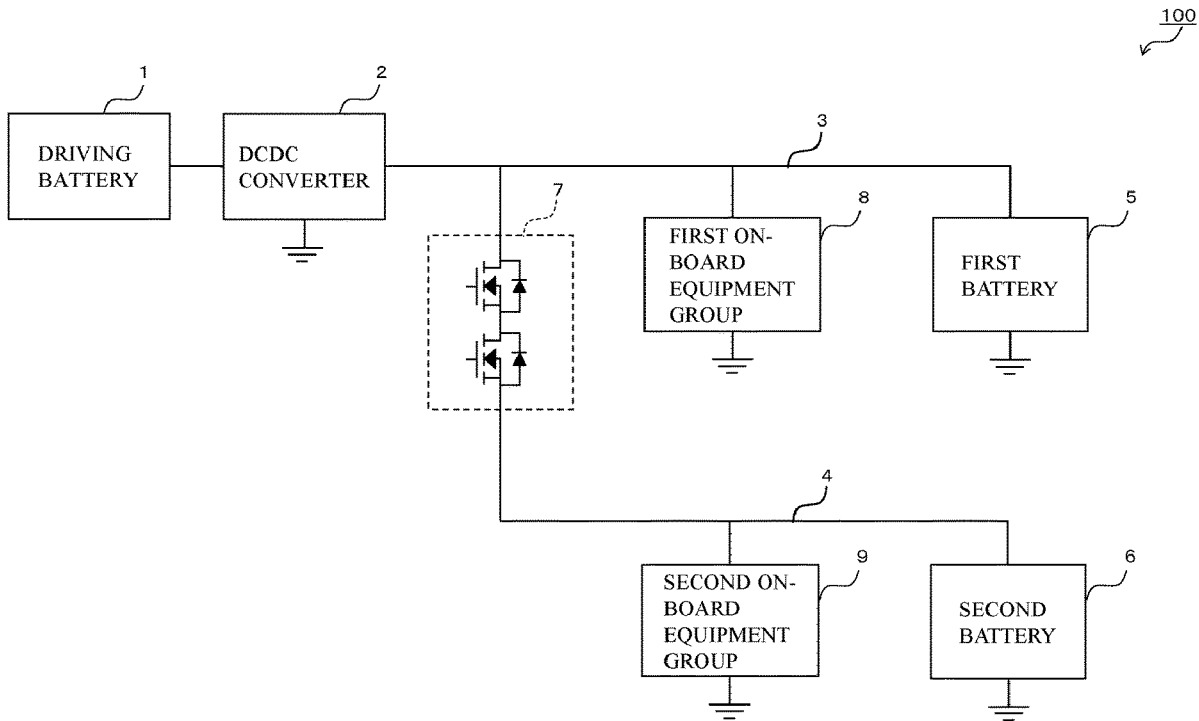 100
1
2
DRIVING
BATTERY
DCDC
CONVERTER
3
7
8
5
FIRST ON-
BOARD
EQUIPMENT
GROUP
FIRST
BATTERY
4
9
6
SECOND ON-
BOARD
EQUIPMENT
GROUP
SECOND
BATTERY